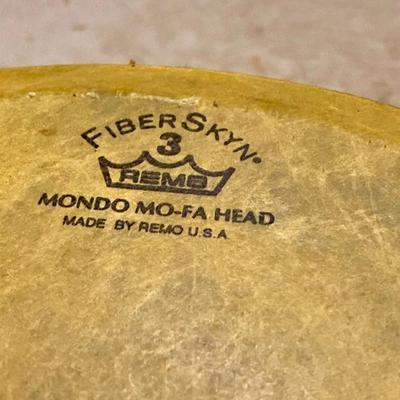 FIBERSKYN®
3
REMO
MONDO MO-FA HEAD
MADE BY REMO U.S.A.